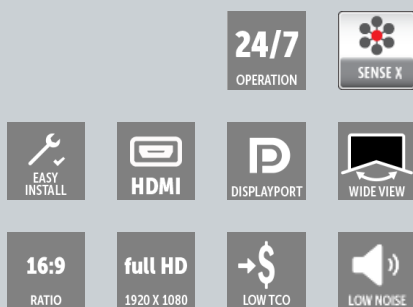 24/7
OPERATION
SENSE X
EASY
INSTALL
HDMI
DISPLAYPORT
WIDE VIEW
16:9
RATIO
full HD
1920 X 1080
$
LOW TCO
LOW NOISE